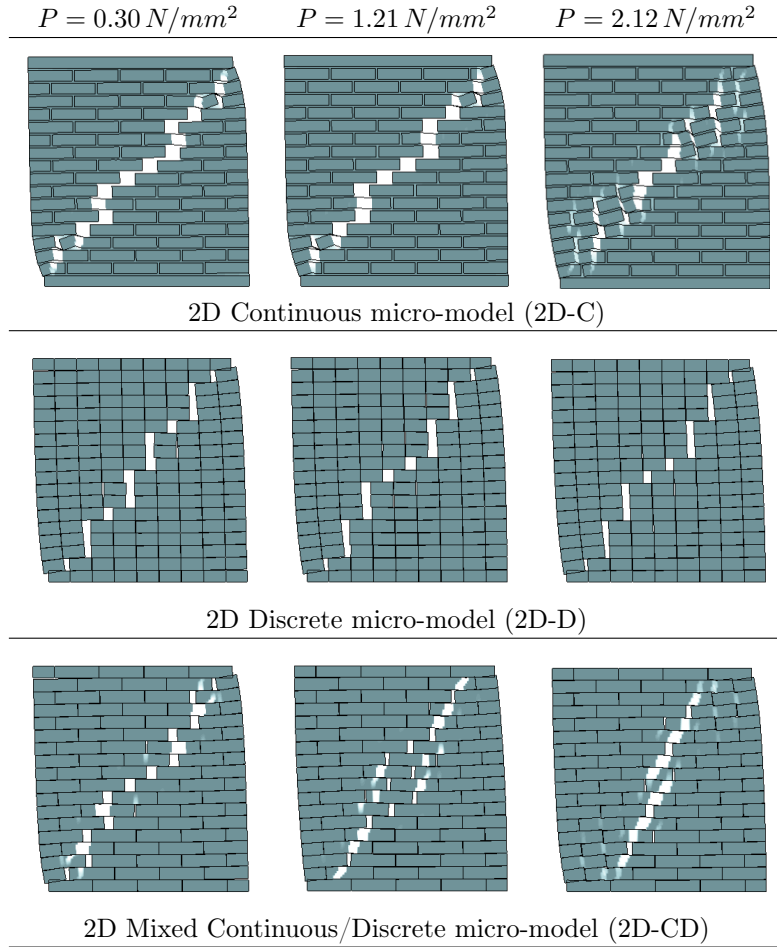 P = 0.30 N/mm² P = 1.21 N/mm² P = 2.12 N/mm²
2D Continuous micro-model (2D-C)
2D Discrete micro-model (2D-D)
2D Mixed Continuous/Discrete micro-model (2D-CD)